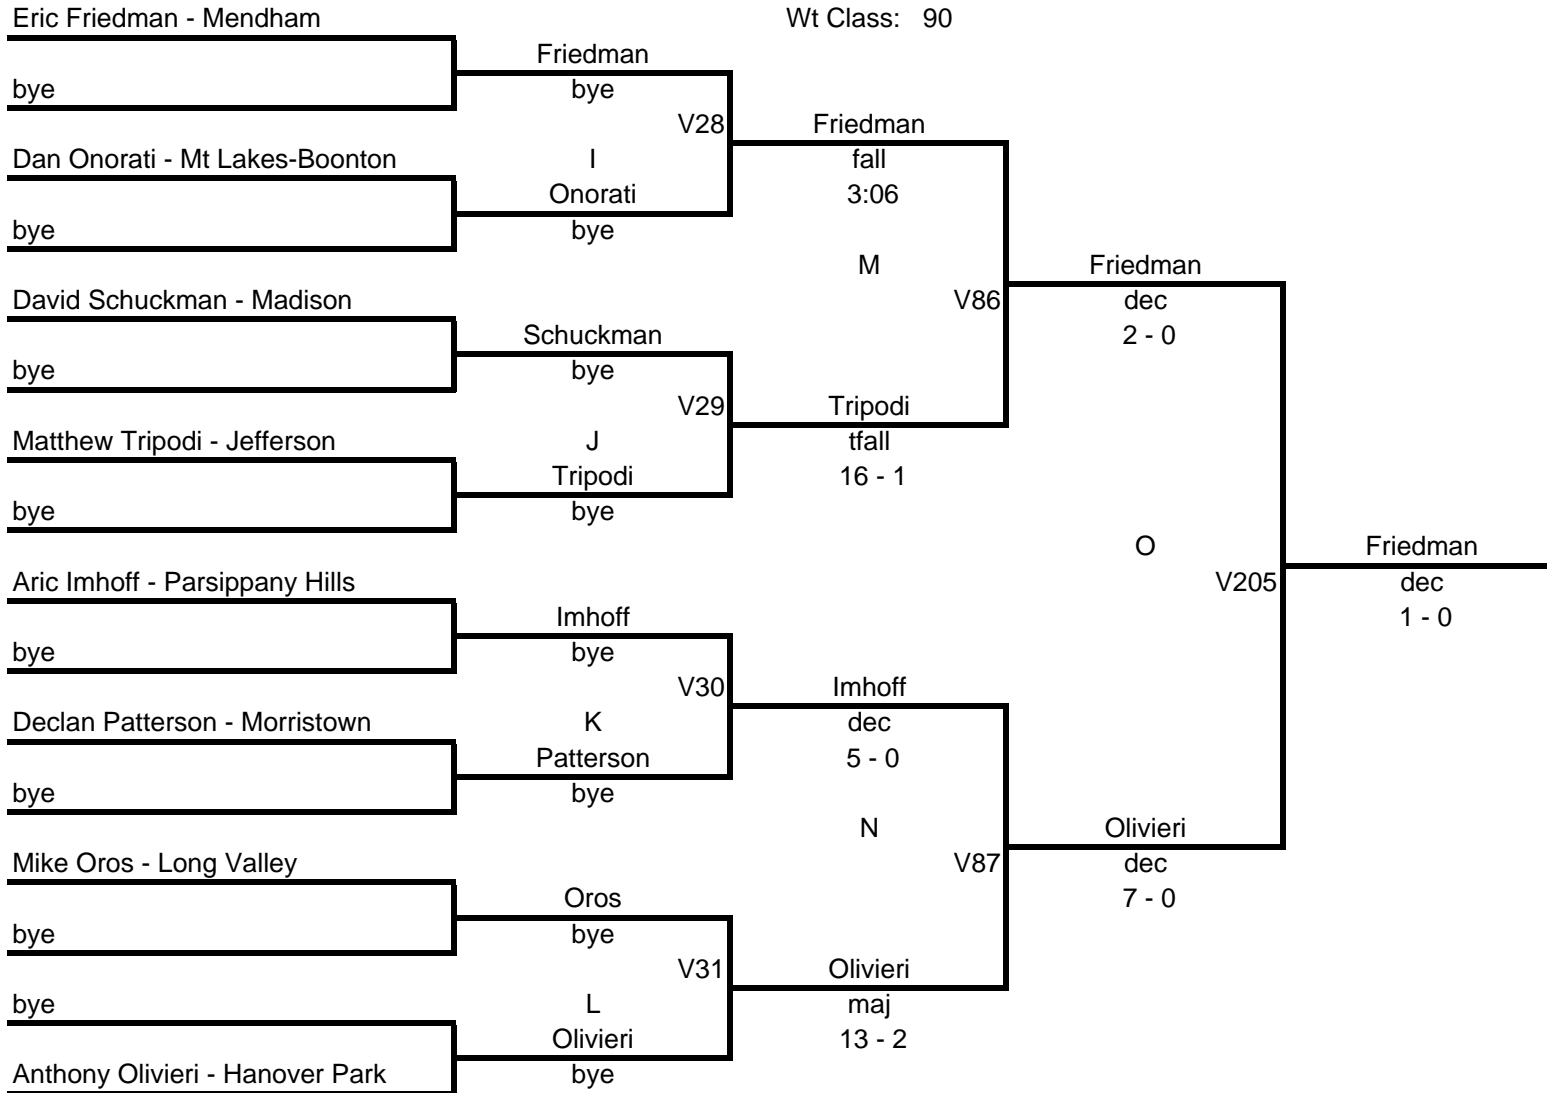 Eric Friedman - Mendham
Wt Class: 90
Friedman
bye
bye
V28
Friedman
Dan Onorati - Mt Lakes-Boonton
I
fall
Onorati
3:06
bye
bye
M
Friedman
David Schuckman - Madison
V86
dec
Schuckman
2 - 0
bye
bye
V29
Tripodi
Matthew Tripodi - Jefferson
J
tfall
Tripodi
16 - 1
bye
bye
O
Friedman
Aric Imhoff - Parsippany Hills
V205
dec
Imhoff
1 - 0
bye
bye
V30
Imhoff
Declan Patterson - Morristown
K
dec
Patterson
5 - 0
bye
bye
N
Olivieri
Mike Oros - Long Valley
V87
dec
Oros
7 - 0
bye
bye
V31
Olivieri
bye
L
maj
Olivieri
13 - 2
Anthony Olivieri - Hanover Park
bye